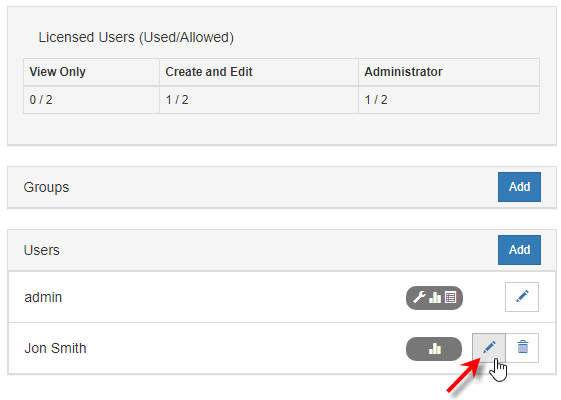 Licensed Users (Used/Allowed)
View Only Create and Edit Administrator
0 / 2 1 / 2 1 / 2
Groups Add
Users Add
admin
Jon Smith